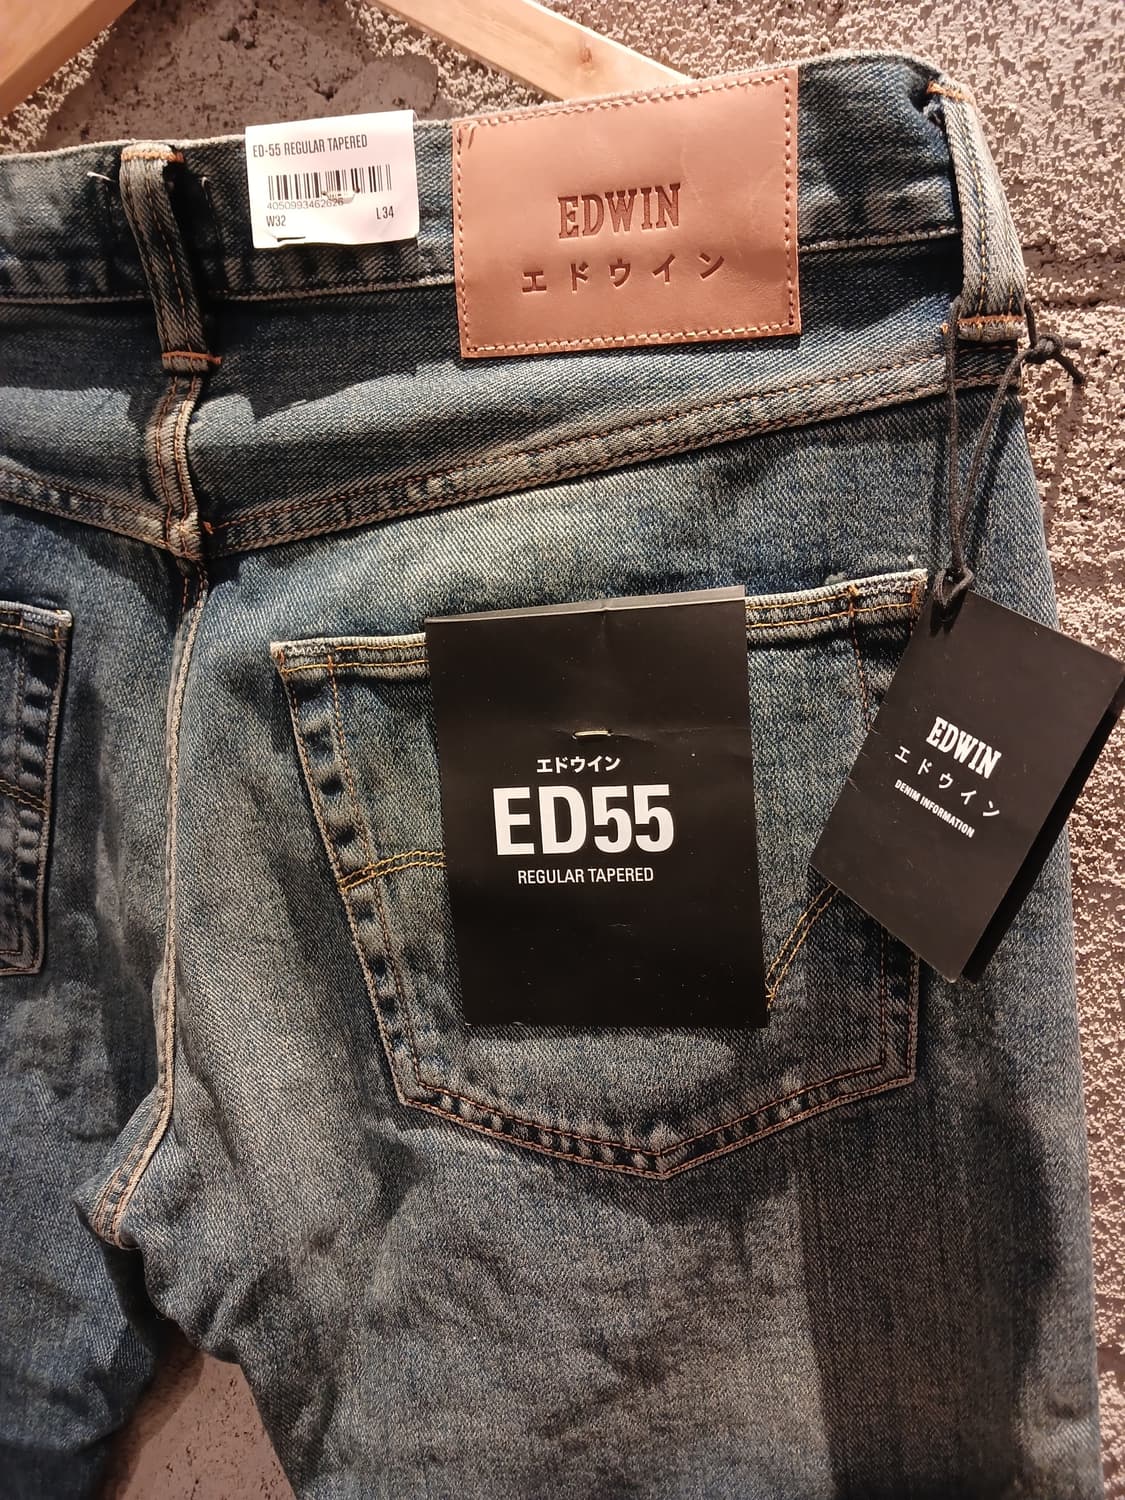 ED-55 REGULAR TAPERED
4050993462626
W32 L34
EDWIN
エドウイン
エドウイン
ED55
REGULAR TAPERED
EDWIN
エドウイン
DENIM INFORMATION